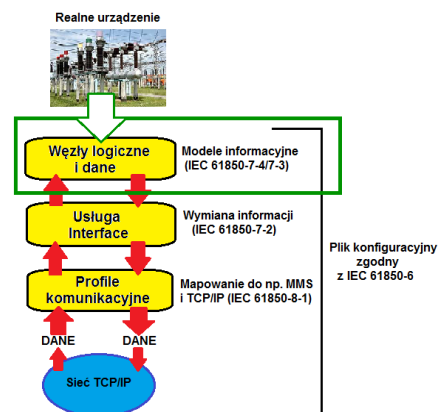 Realne urządzenie
Węzły logiczne
i dane
Modele informacyjne
(IEC 61850-7-4/7-3)
Usługa
Interface
Wymiana informacji
(IEC 61850-7-2)
Plik konfiguracyjny
zgodny
z IEC 61850-6
Profile
komunikacyjne
Mapowanie do np. MMS
i TCP/IP (IEC 61850-8-1)
DANE
DANE
Sieć TCP/IP